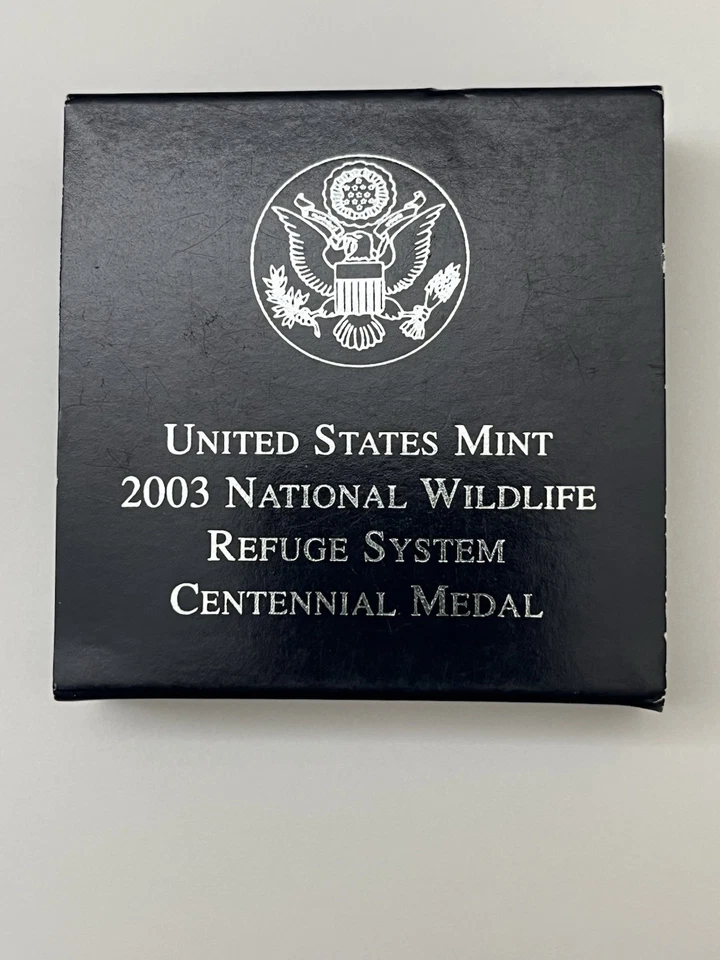 United States Mint
2003 National Wildlife
Refuge System
Centennial Medal